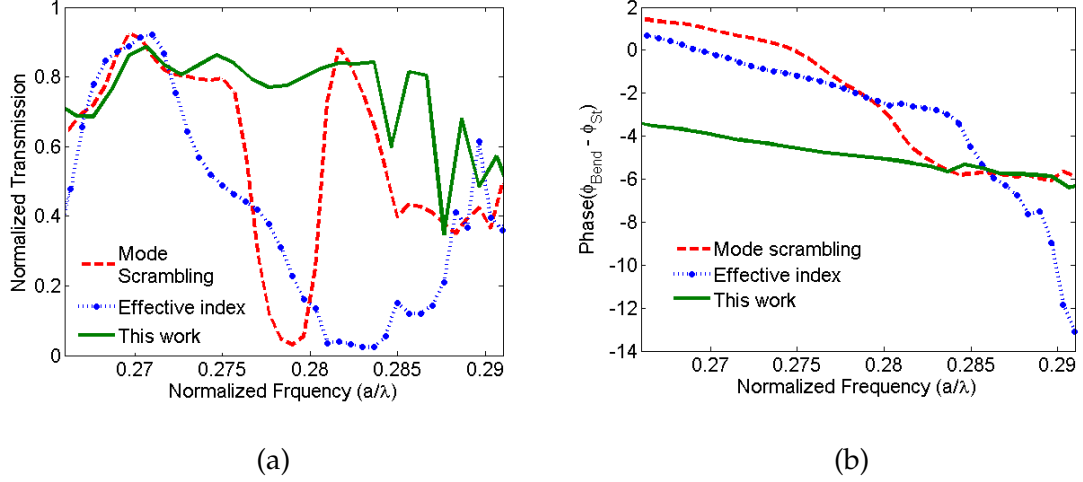 (a)
Normalized Transmission
1
0.8
0.6
0.4
0.2
0
Mode
Scrambling
Effective index
This work
0.27
0.275
0.28
0.285
0.29
Normalized Frquency (a/λ)
(a)
(b)
Phase(ϕBend - ϕSt)
0
-2
-4
-6
-8
-10
-12
-14
Mode scrambling
Effective index
This work
0.27
0.275
0.28
0.285
0.29
Normalized Frquency (a/λ)
(b)